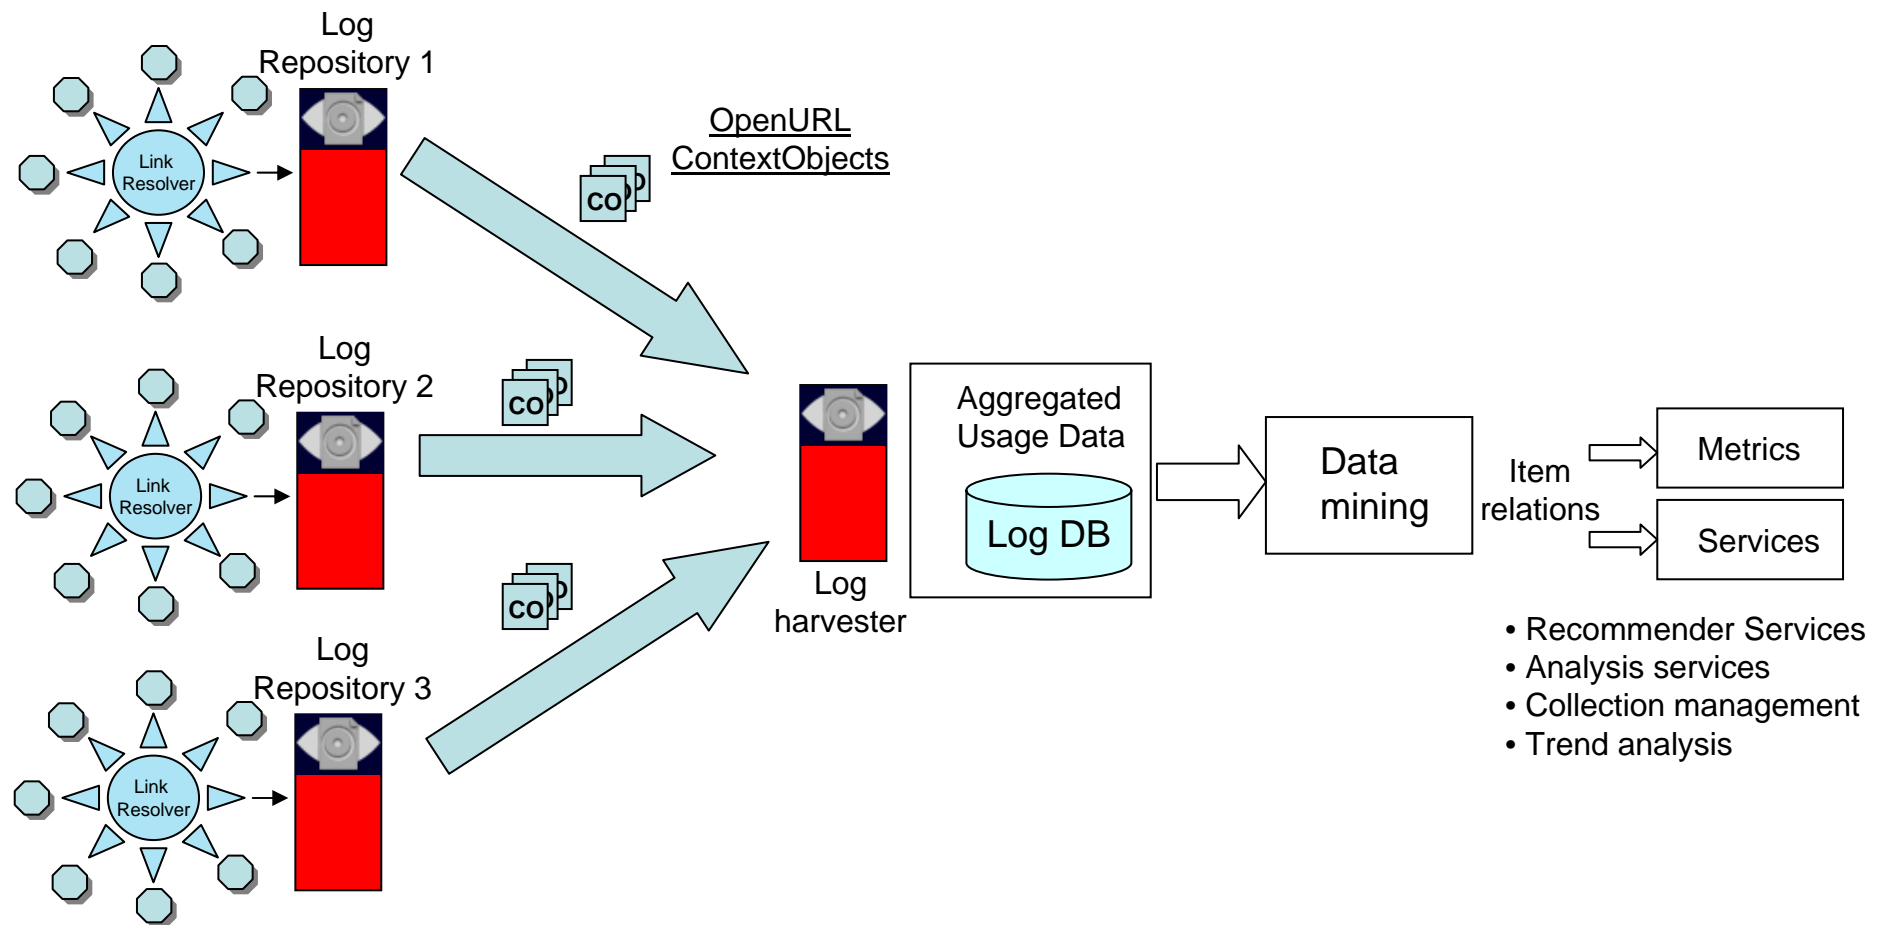 Log
Repository 1
Link
Resolver
OpenURL
ContextObjects
CO
Log
Repository 2
Link
Resolver
CO
Log
Repository 3
Link
Resolver
CO
Log
harvester
Aggregated
Usage Data
Log DB
Data
mining
Item
relations
Metrics
Services
• Recommender Services
• Analysis services
• Collection management
• Trend analysis